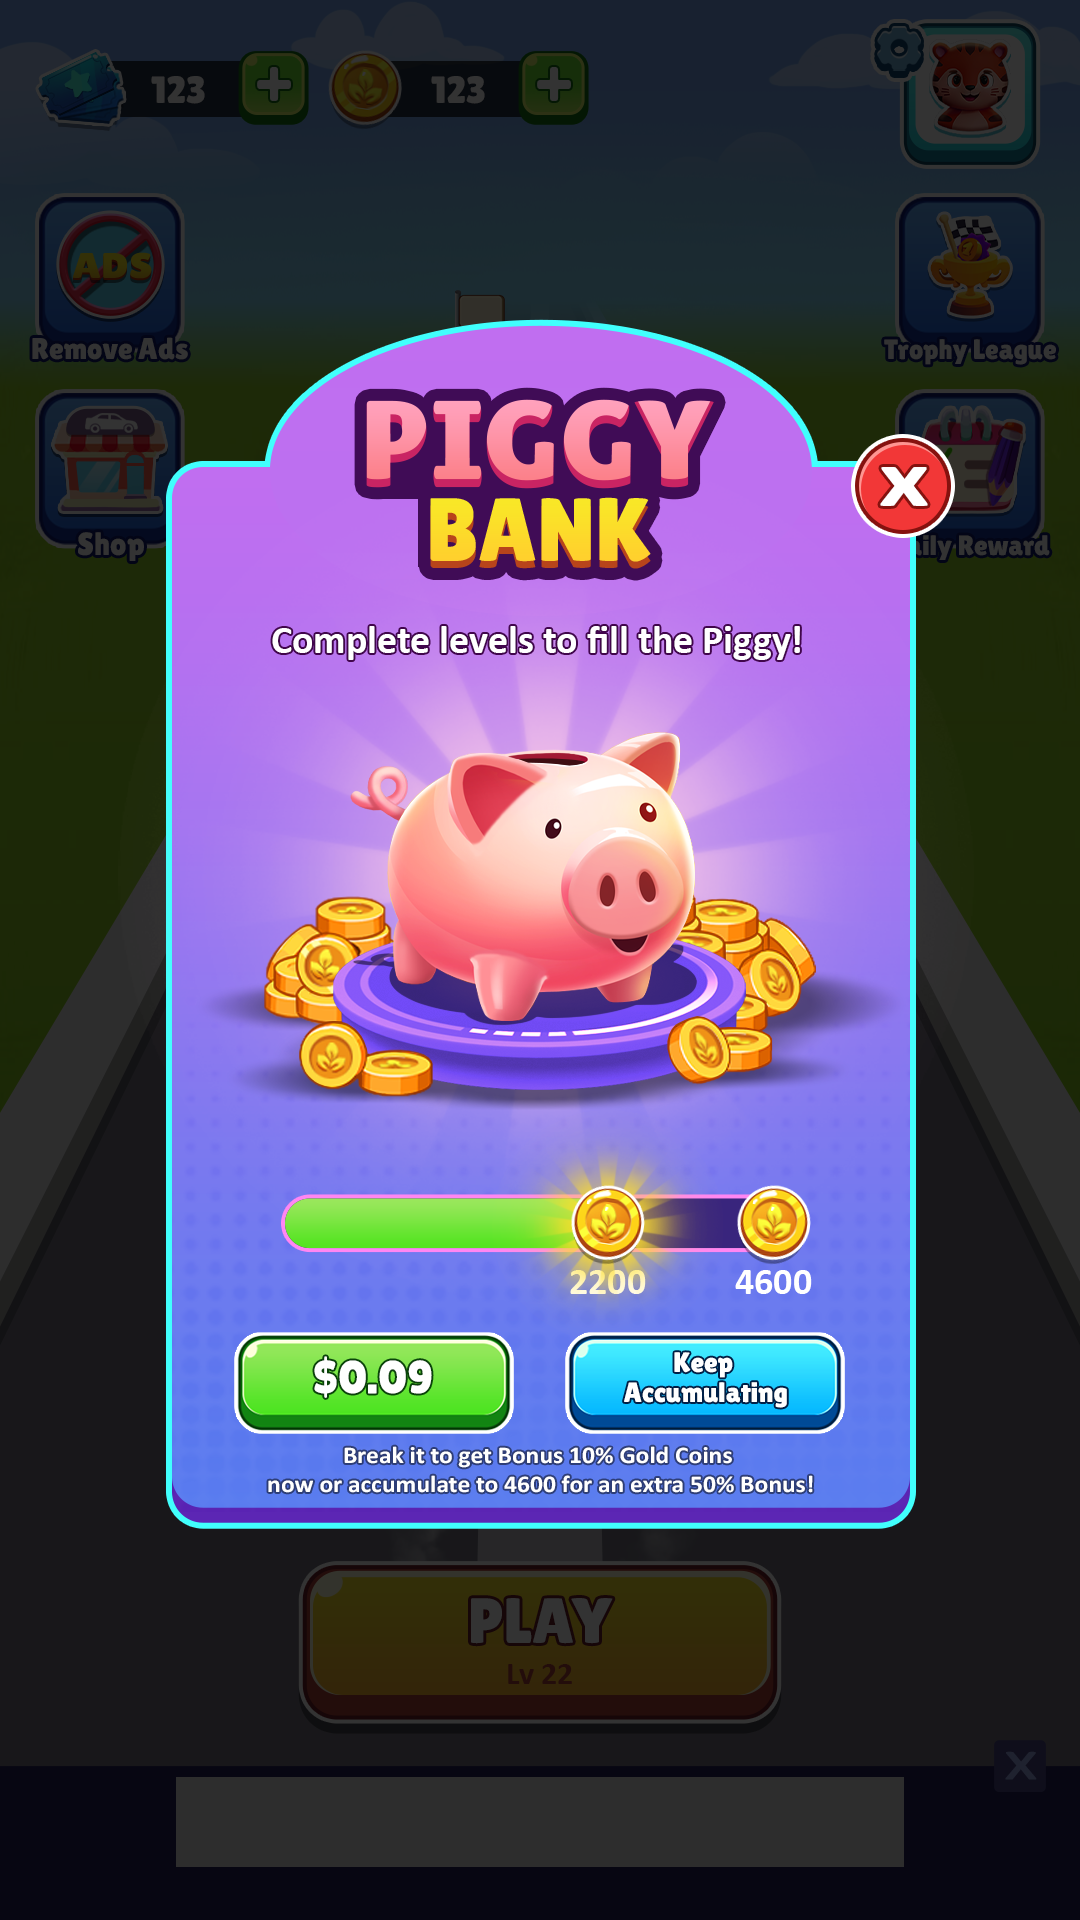 123
123
ADS
Remove Ads
Trophy League
Shop
ily Reward
PIGGY
BANK
X
Complete levels to fill the Piggy!
2200
4600
$0.09
Keep
Accumulating
Break it to get Bonus 10% Gold Coins
now or accumulate to 4600 for an extra 50% Bonus!
PLAY
Lv 22
X